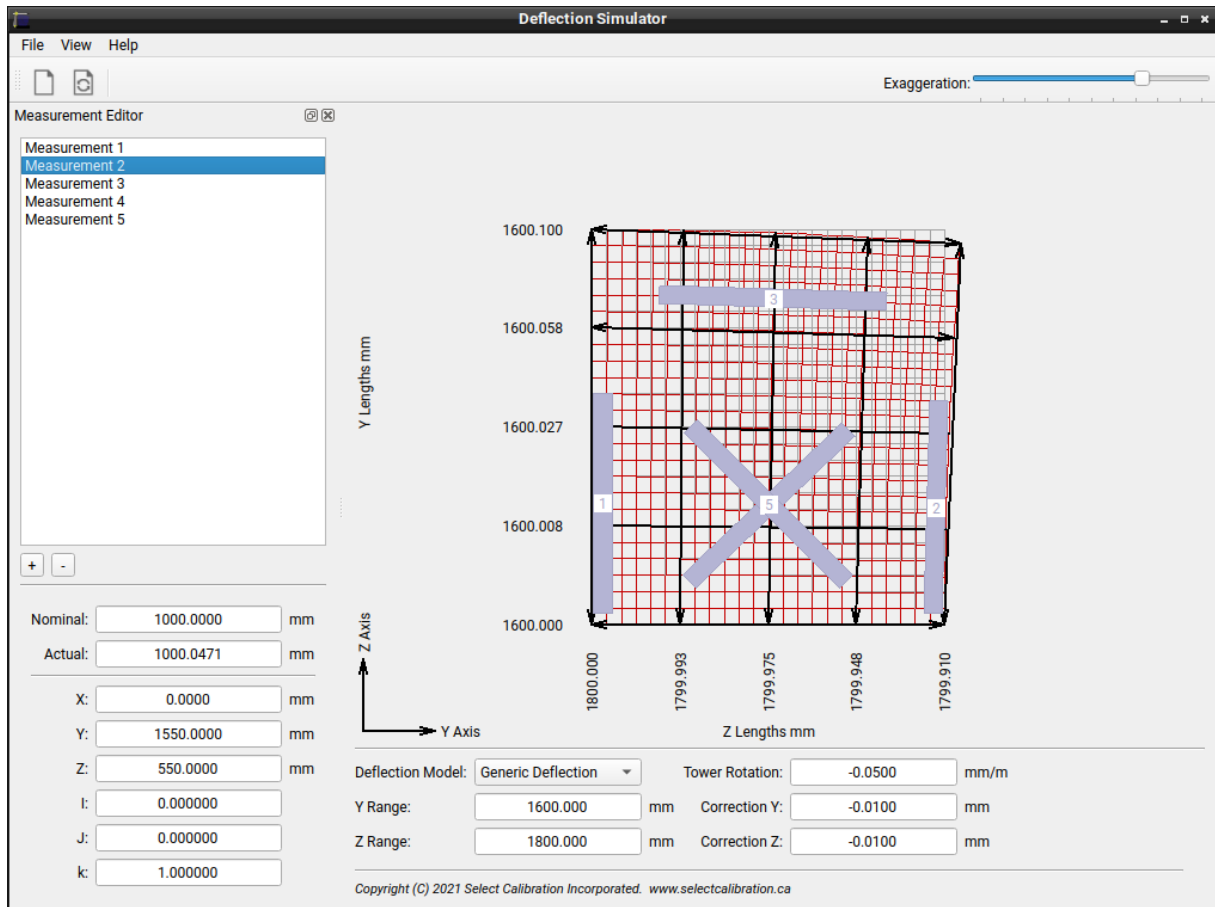 Deflection Simulator
File View Help
Exaggeration:
Measurement Editor
Measurement 1
Measurement 2
Measurement 3
Measurement 4
Measurement 5
+ -
Nominal: 1000.0000 mm
Actual: 1000.0471 mm
X: 0.0000 mm
Y: 1550.0000 mm
Z: 550.0000 mm
I: 0.000000
J: 0.000000
k: 1.000000
Y Lengths mm
1600.100
1600.058
1600.027
1600.008
1600.000
3
1
5
2
1800.000
1799.993
1799.975
1799.948
1799.910
Z Lengths mm
Z Axis
Y Axis
Deflection Model: Generic Deflection Tower Rotation: -0.0500 mm/m
Y Range: 1600.000 mm Correction Y: -0.0100 mm
Z Range: 1800.000 mm Correction Z: -0.0100 mm
Copyright (C) 2021 Select Calibration Incorporated. www.selectcalibration.ca